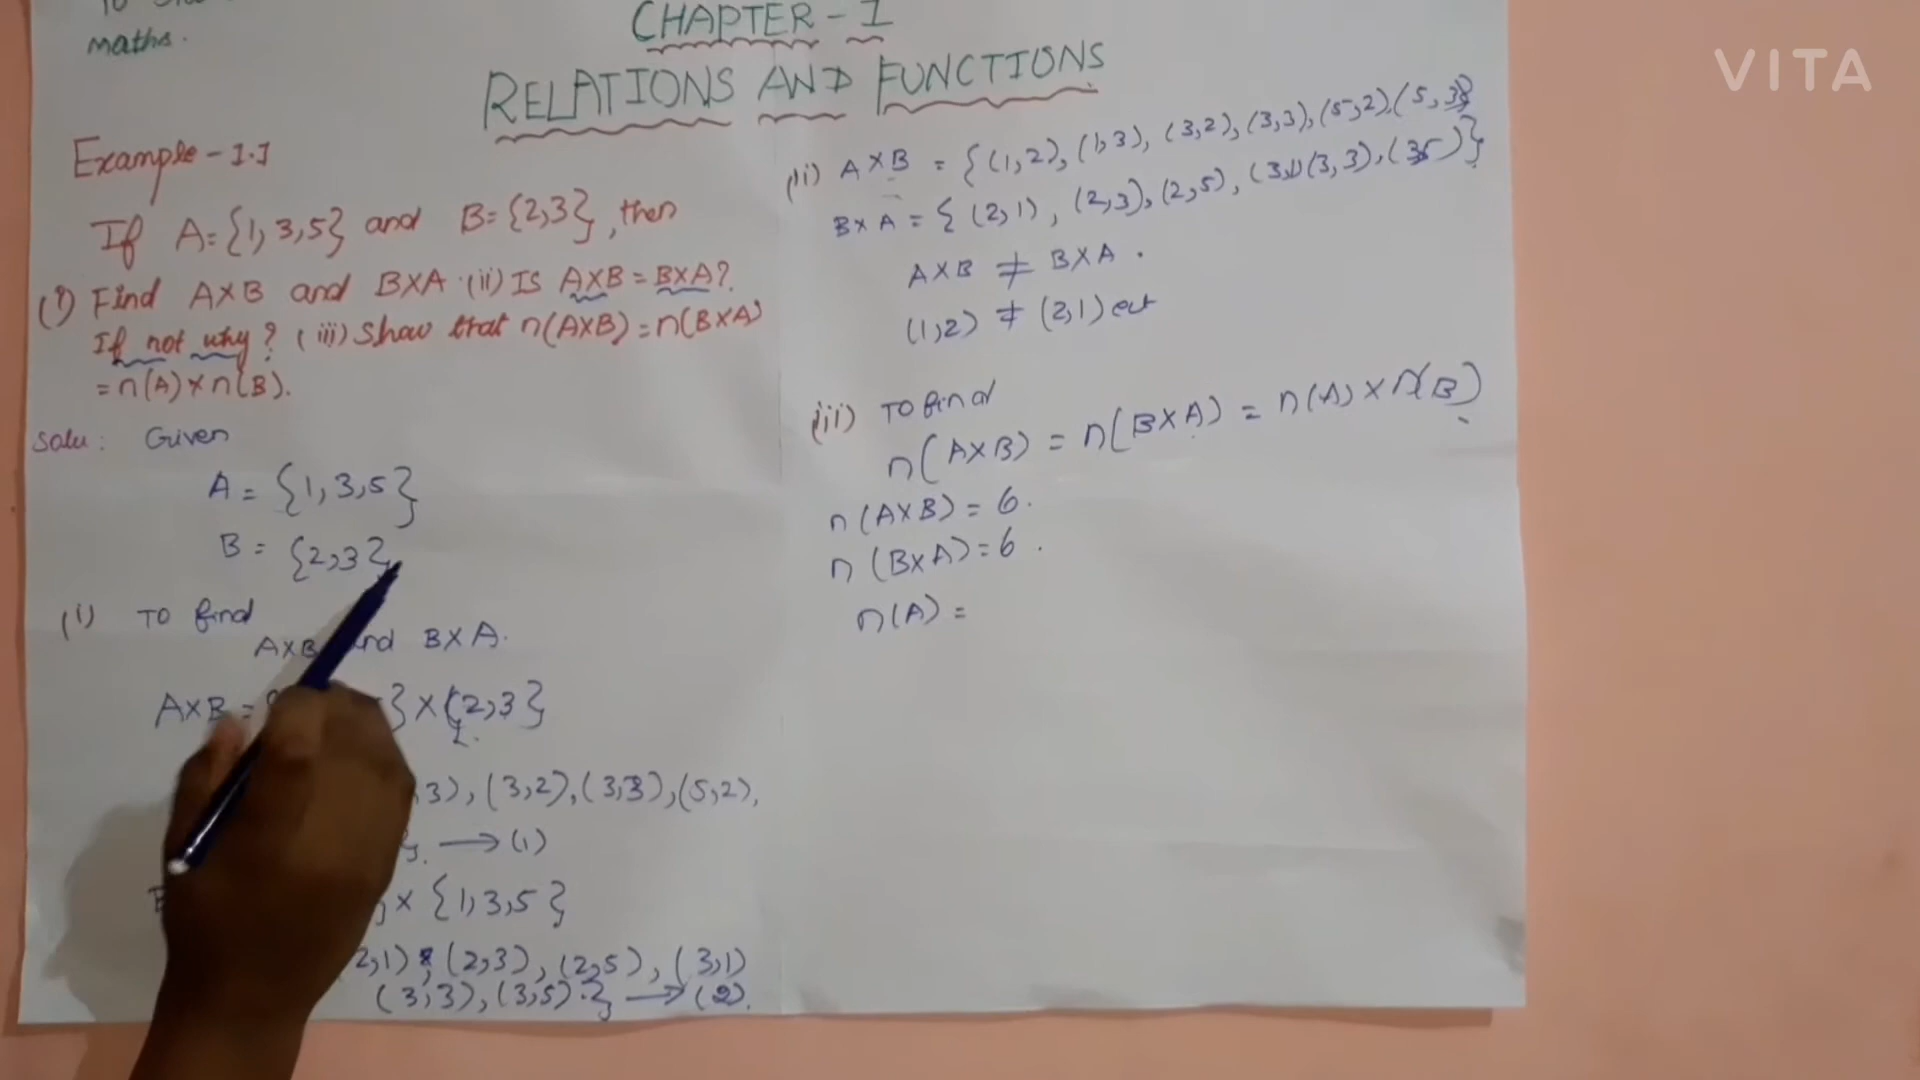 maths.
CHAPTER - I
RELATIONS AND FUNCTIONS
VITA
Example - 1.1
If A = {1, 3, 5} and B = {2,3}, then
(i) Find A×B and B×A. (ii) Is A×B = B×A?
If not why? (iii) Show that n(A×B) = n(B×A)
= n(A) × n(B).
Solu: Given
A = {1, 3, 5}
B = {2,3}
(i) To find
A×B and B×A.
A×B = } × {2,3}
,3), (3,2), (3,3), (5,2),
}. → (1)
× {1,3,5}
2,1), (2,3), (2,5), (3,1)
(3,3), (3,5).} → (2).
(ii) A×B = {(1,2), (1,3), (3,2), (3,3), (5,2), (5,3)}
B×A = {(2,1), (2,3), (2,5), (3,1)(3,3), (35)}
A×B ≠ B×A.
(1,2) ≠ (2,1) ect
(iii) To find
n(A×B) = n(B×A) = n(A) × n(B)
n(A×B) = 6.
n(B×A) = 6.
n(A) =